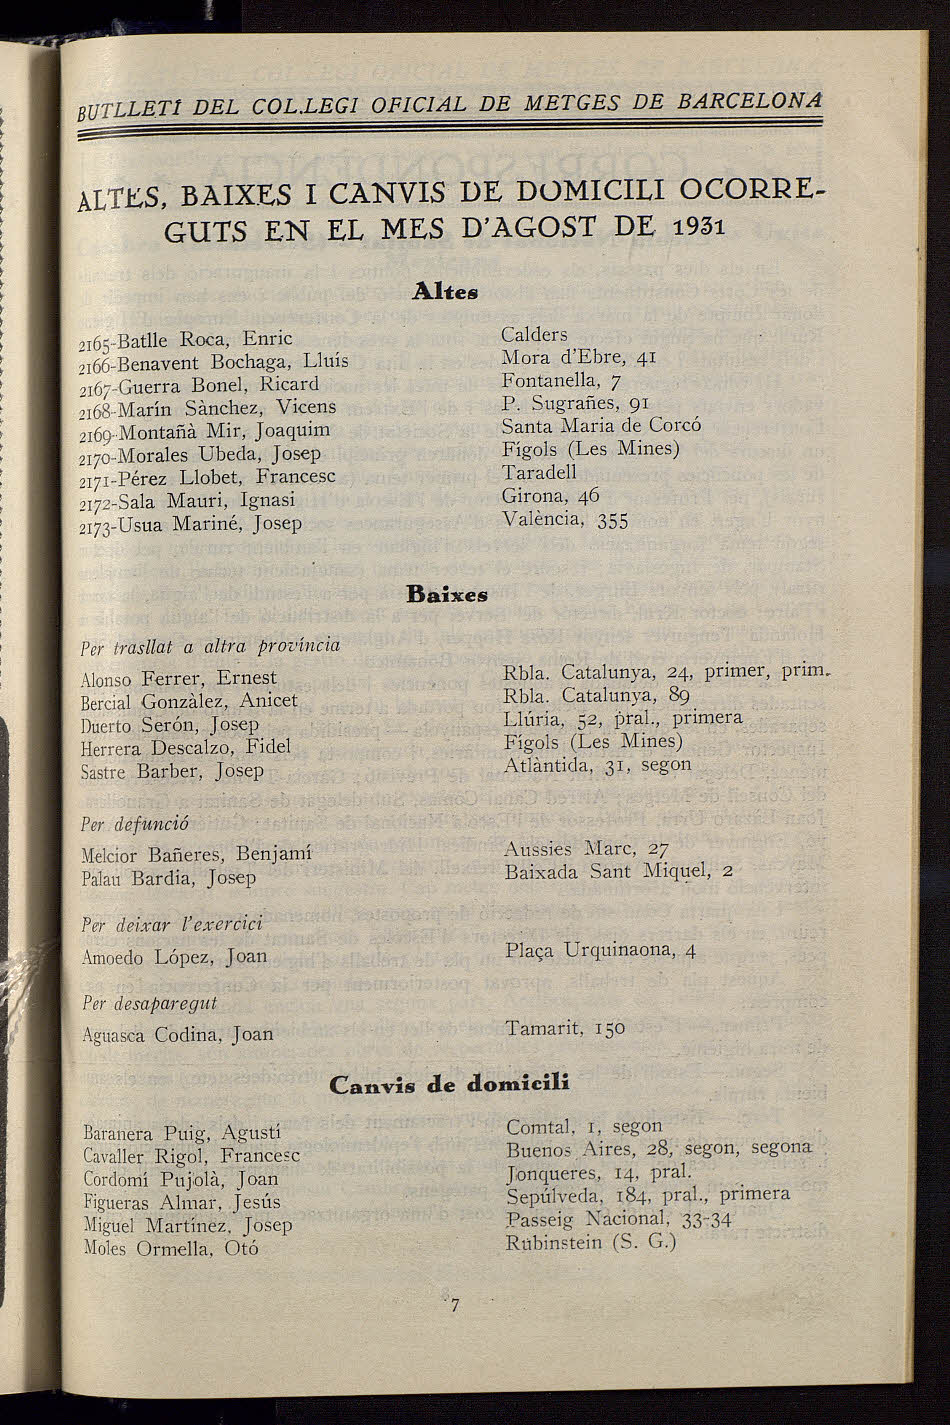 BUTLLETÍ DEL COL.LEGI OFICIAL DE METGES DE BARCELONA
ALTES, BAIXES I CANVIS DE DOMICILI OCORRE-
GUTS EN EL MES D'AGOST DE 1931
Altes
2165-Batlle Roca, Enric Calders
2166-Benavent Bochaga, Lluís Mora d'Ebre, 41
2167-Guerra Bonel, Ricard Fontanella, 7
2168-Marín Sànchez, Vicens P. Sugrañes, 91
2169-Montañà Mir, Joaquim Santa Maria de Corcó
2170-Morales Ubeda, Josep Fígols (Les Mines)
2171-Pérez Llobet, Francesc Taradell
2172-Sala Mauri, Ignasi Girona, 46
2173-Usua Mariné, Josep València, 355
Baixes
Per trasllat a altra província
Alonso Ferrer, Ernest Rbla. Catalunya, 24, primer, prim.
Bercial Gonzàlez, Anicet Rbla. Catalunya, 89
Duerto Serón, Josep Llúria, 52, pral., primera
Herrera Descalzo, Fidel Fígols (Les Mines)
Sastre Barber, Josep Atlàntida, 31, segon
Per defunció
Melcior Bañeres, Benjamí Aussies Marc, 27
Palau Bardia, Josep Baixada Sant Miquel, 2
Per deixar l'exercici
Amoedo López, Joan Plaça Urquinaona, 4
Per desaparegut
Aguasca Codina, Joan Tamarit, 150
Canvis de domicili
Baranera Puig, Agustí Comtal, 1, segon
Cavaller Rigol, Francesc Buenos Aires, 28, segon, segona
Cordomí Pujolà, Joan Jonqueres, 14, pral.
Figueras Almar, Jesús Sepúlveda, 184, pral., primera
Miguel Martínez, Josep Passeig Nacional, 33-34
Moles Ormella, Otó Rubinstein (S. G.)
7